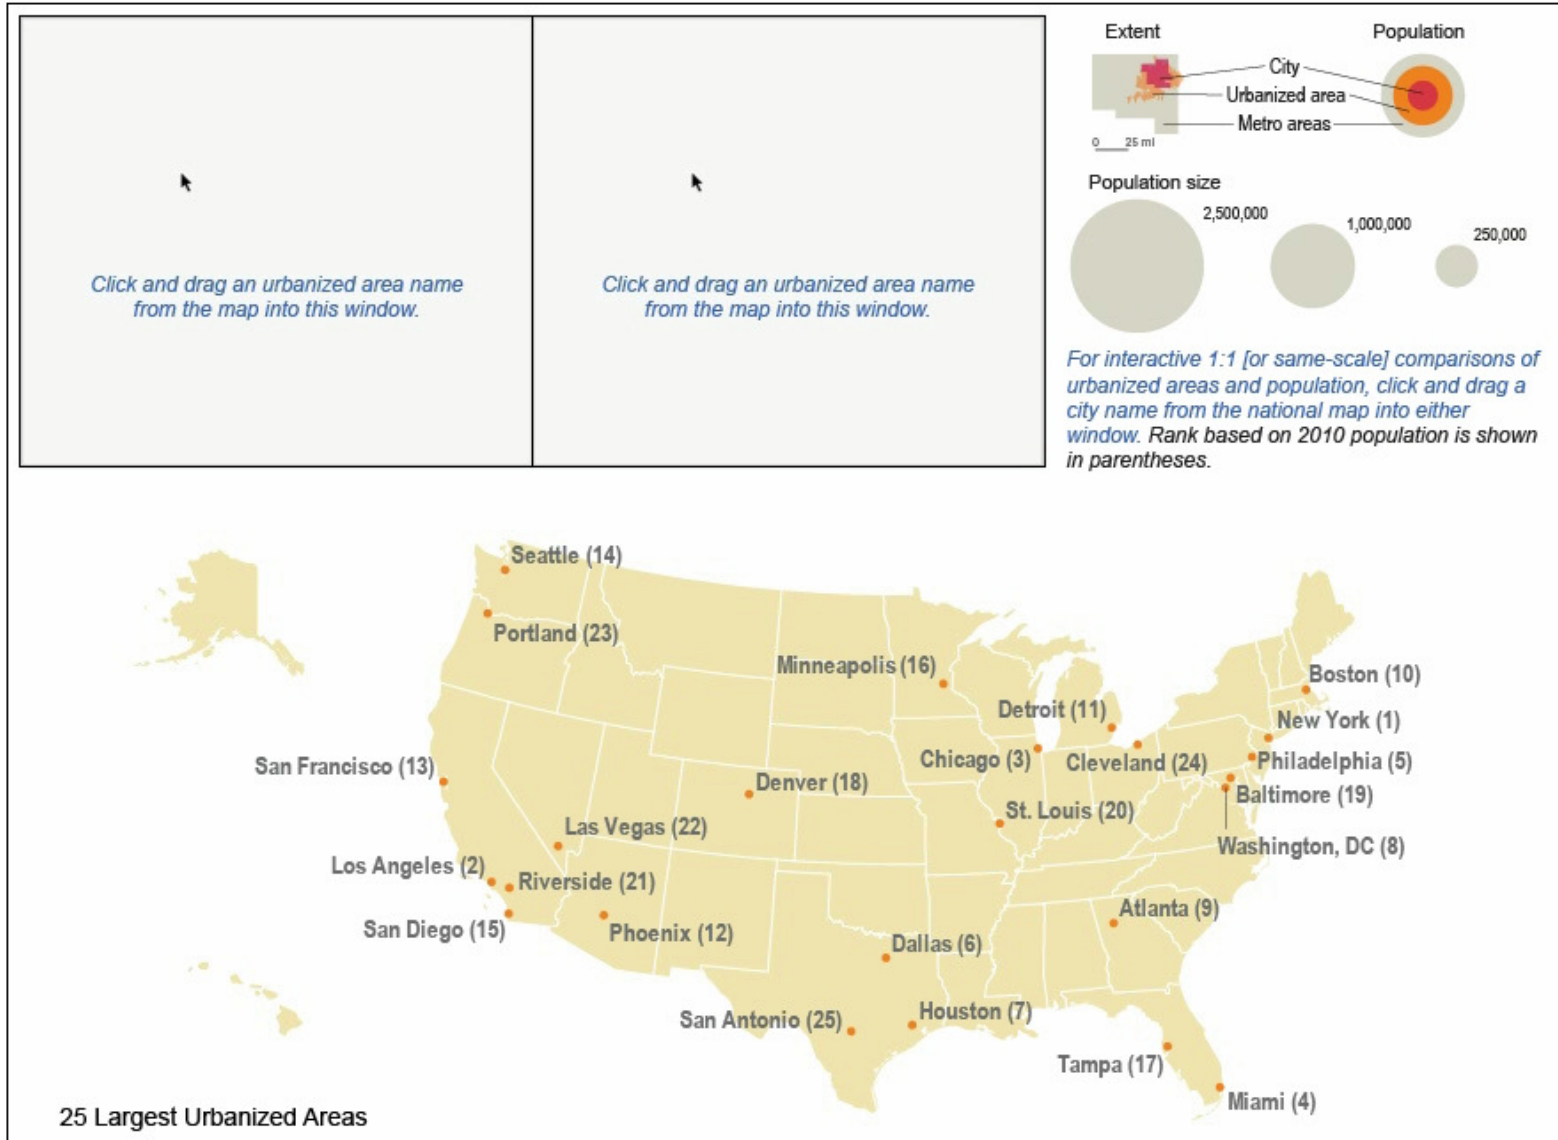 Click and drag an urbanized area name
from the map into this window.
Click and drag an urbanized area name
from the map into this window.
Extent
Population
City
Urbanized area
Metro areas
0 25 mi
Population size
2,500,000
1,000,000
250,000
For interactive 1:1 [or same-scale] comparisons of
urbanized areas and population, click and drag a
city name from the national map into either
window. Rank based on 2010 population is shown
in parentheses.
Seattle (14)
Portland (23)
Minneapolis (16)
Boston (10)
Detroit (11)
New York (1)
San Francisco (13)
Chicago (3)
Cleveland (24)
Philadelphia (5)
Denver (18)
Baltimore (19)
St. Louis (20)
Las Vegas (22)
Washington, DC (8)
Los Angeles (2)
Riverside (21)
Atlanta (9)
San Diego (15)
Phoenix (12)
Dallas (6)
San Antonio (25)
Houston (7)
Tampa (17)
Miami (4)
25 Largest Urbanized Areas